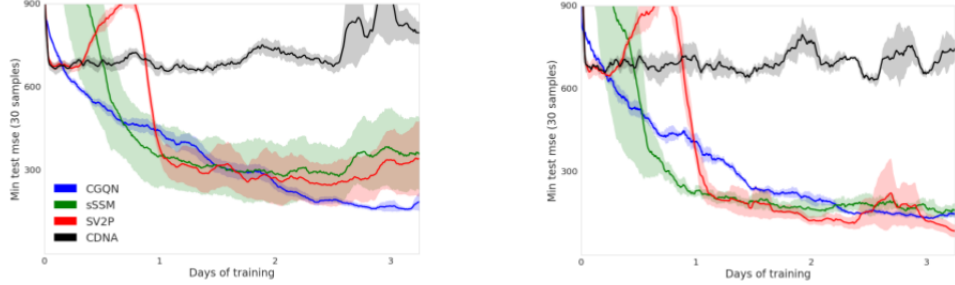 Min test mse (30 samples)
900
600
300
CGQN
sSSM
SV2P
CDNA
0
1
2
3
Days of training
Min test mse (30 samples)
900
600
300
0
1
2
3
Days of training